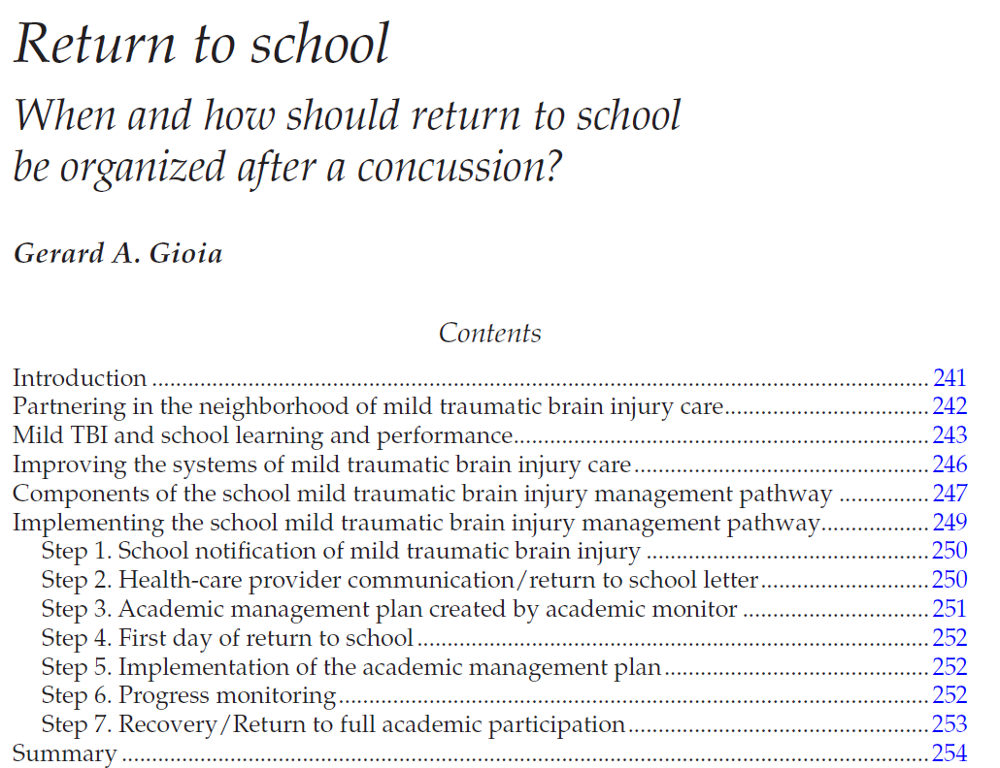 Return to school
When and how should return to school
be organized after a concussion?
Gerard A. Gioia
Contents
Introduction ........................................................... 241
Partnering in the neighborhood of mild traumatic brain injury care........................ 242
Mild TBI and school learning and performance........................................ 243
Improving the systems of mild traumatic brain injury care........................... 246
Components of the school mild traumatic brain injury management pathway ............... 247
Implementing the school mild traumatic brain injury management pathway.................. 249
Step 1. School notification of mild traumatic brain injury ......................... 250
Step 2. Health-care provider communication/return to school letter.................. 250
Step 3. Academic management plan created by academic monitor ....................... 251
Step 4. First day of return to school .............................................. 252
Step 5. Implementation of the academic management plan.............................. 252
Step 6. Progress monitoring......................................................... 252
Step 7. Recovery/Return to full academic participation.............................. 253
Summary ............................................................................ 254